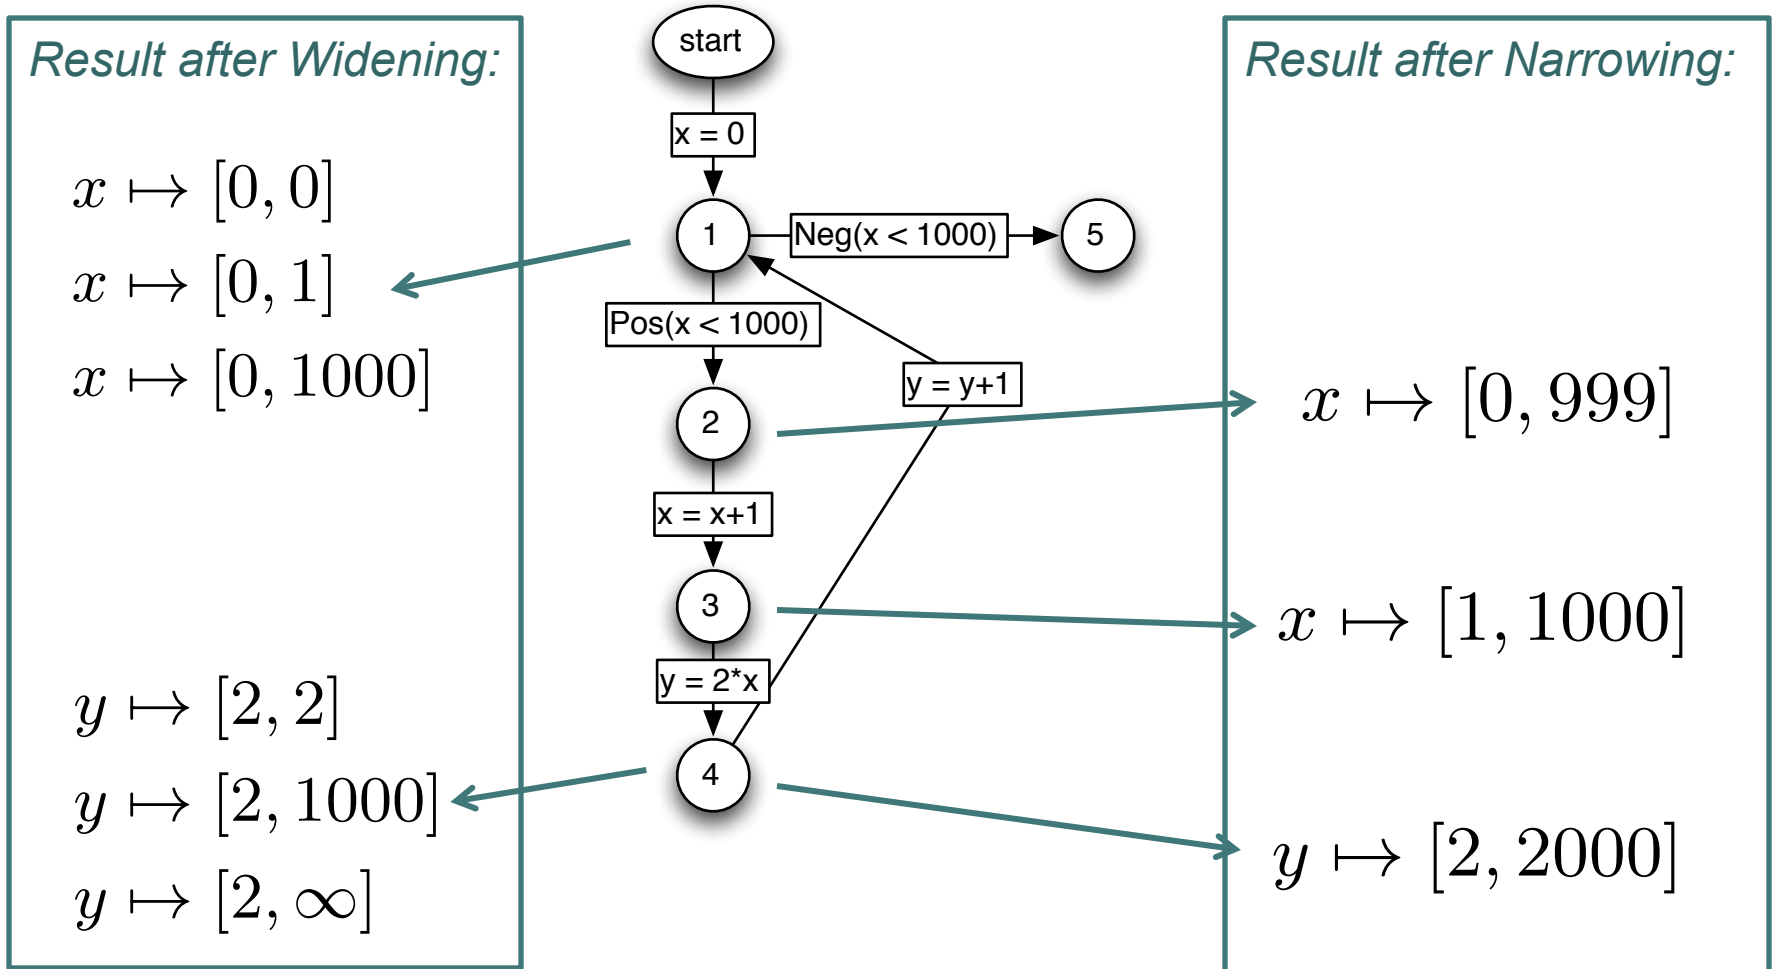 Result after Widening:
x ↦ [0, 0]
x ↦ [0, 1]
x ↦ [0, 1000]
y ↦ [2, 2]
y ↦ [2, 1000]
y ↦ [2, ∞]
start
x = 0
1
Neg(x < 1000)
5
Pos(x < 1000)
y = y+1
2
x = x+1
3
y = 2*x
4
Result after Narrowing:
x ↦ [0, 999]
x ↦ [1, 1000]
y ↦ [2, 2000]